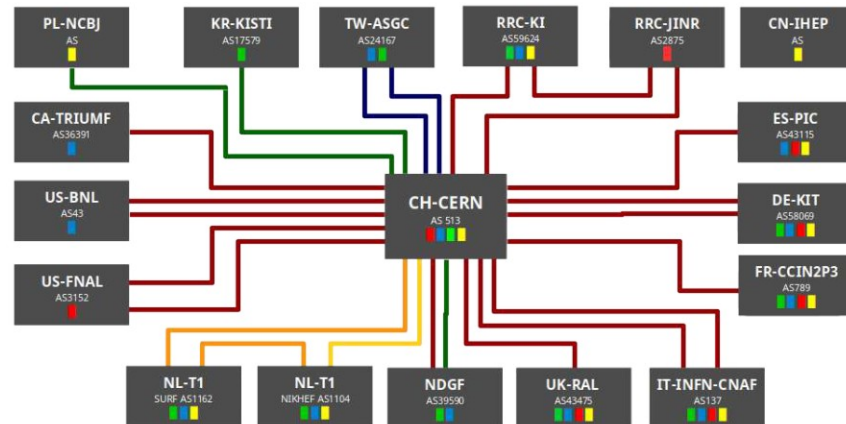 PL-NCBJ
AS
KR-KISTI
AS17579
TW-ASGC
AS24167
RRC-KI
AS59624
RRC-JINR
AS2875
CN-IHEP
AS
CA-TRIUMF
AS36391
ES-PIC
AS43115
US-BNL
AS43
CH-CERN
AS 513
DE-KIT
AS58069
US-FNAL
AS3152
FR-CCIN2P3
AS789
NL-T1
SURF AS1162
NL-T1
NIKHEF AS1104
NDGF
AS39590
UK-RAL
AS43475
IT-INFN-CNAF
AS137